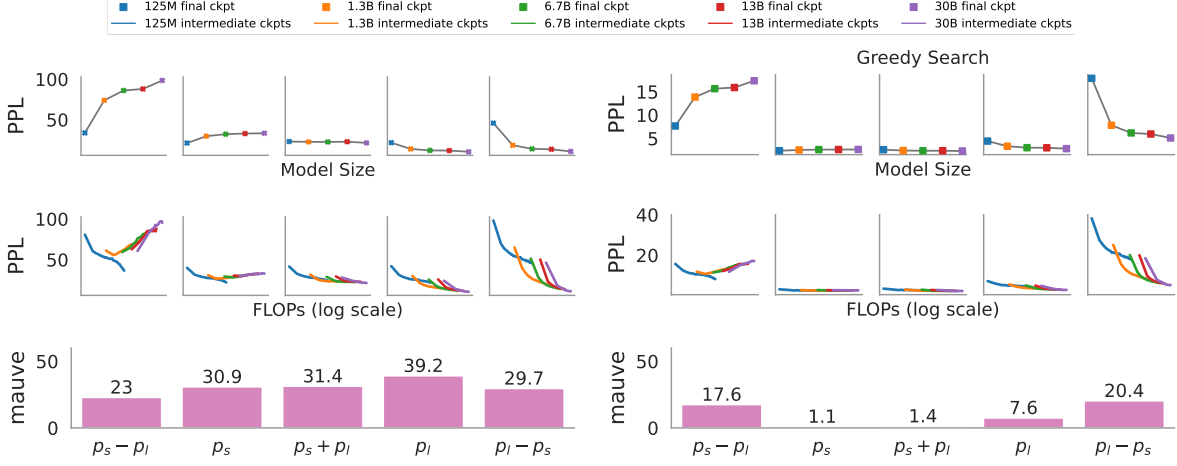 125M final ckpt 1.3B final ckpt 6.7B final ckpt 13B final ckpt 30B final ckpt
125M intermediate ckpts 1.3B intermediate ckpts 6.7B intermediate ckpts 13B intermediate ckpts 30B intermediate ckpts
Greedy Search
PPL
100
50
Model Size
PPL
15
10
5
Model Size
PPL
100
50
FLOPs (log scale)
PPL
40
20
FLOPs (log scale)
mauve
50
0
23 30.9 31.4 39.2 29.7
p_s − p_l p_s p_s + p_l p_l p_l − p_s
mauve
50
0
17.6 1.1 1.4 7.6 20.4
p_s − p_l p_s p_s + p_l p_l p_l − p_s